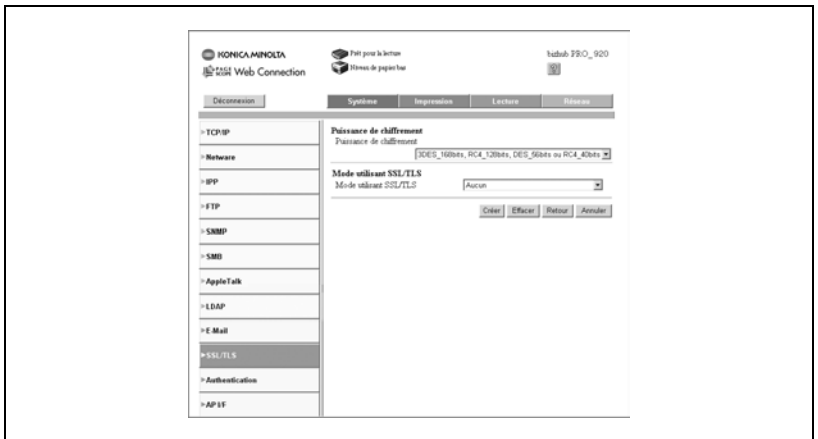 KONICA MINOLTA
PAGE SCOPE Web Connection
Prêt pour la lecture
Niveau de papier bas
bizhub PRO_920
Déconnexion
Système
Impression
Lecture
Réseau
TCP/IP
Netware
IPP
FTP
SNMP
SMB
AppleTalk
LDAP
E-Mail
SSL/TLS
Authentication
AP I/F
Puissance de chiffrement
Puissance de chiffrement
3DES_168bits, RC4_128bits, DES_56bits ou RC4_40bits
Mode utilisant SSL/TLS
Mode utilisant SSL/TLS
Aucun
Créer
Effacer
Retour
Annuler